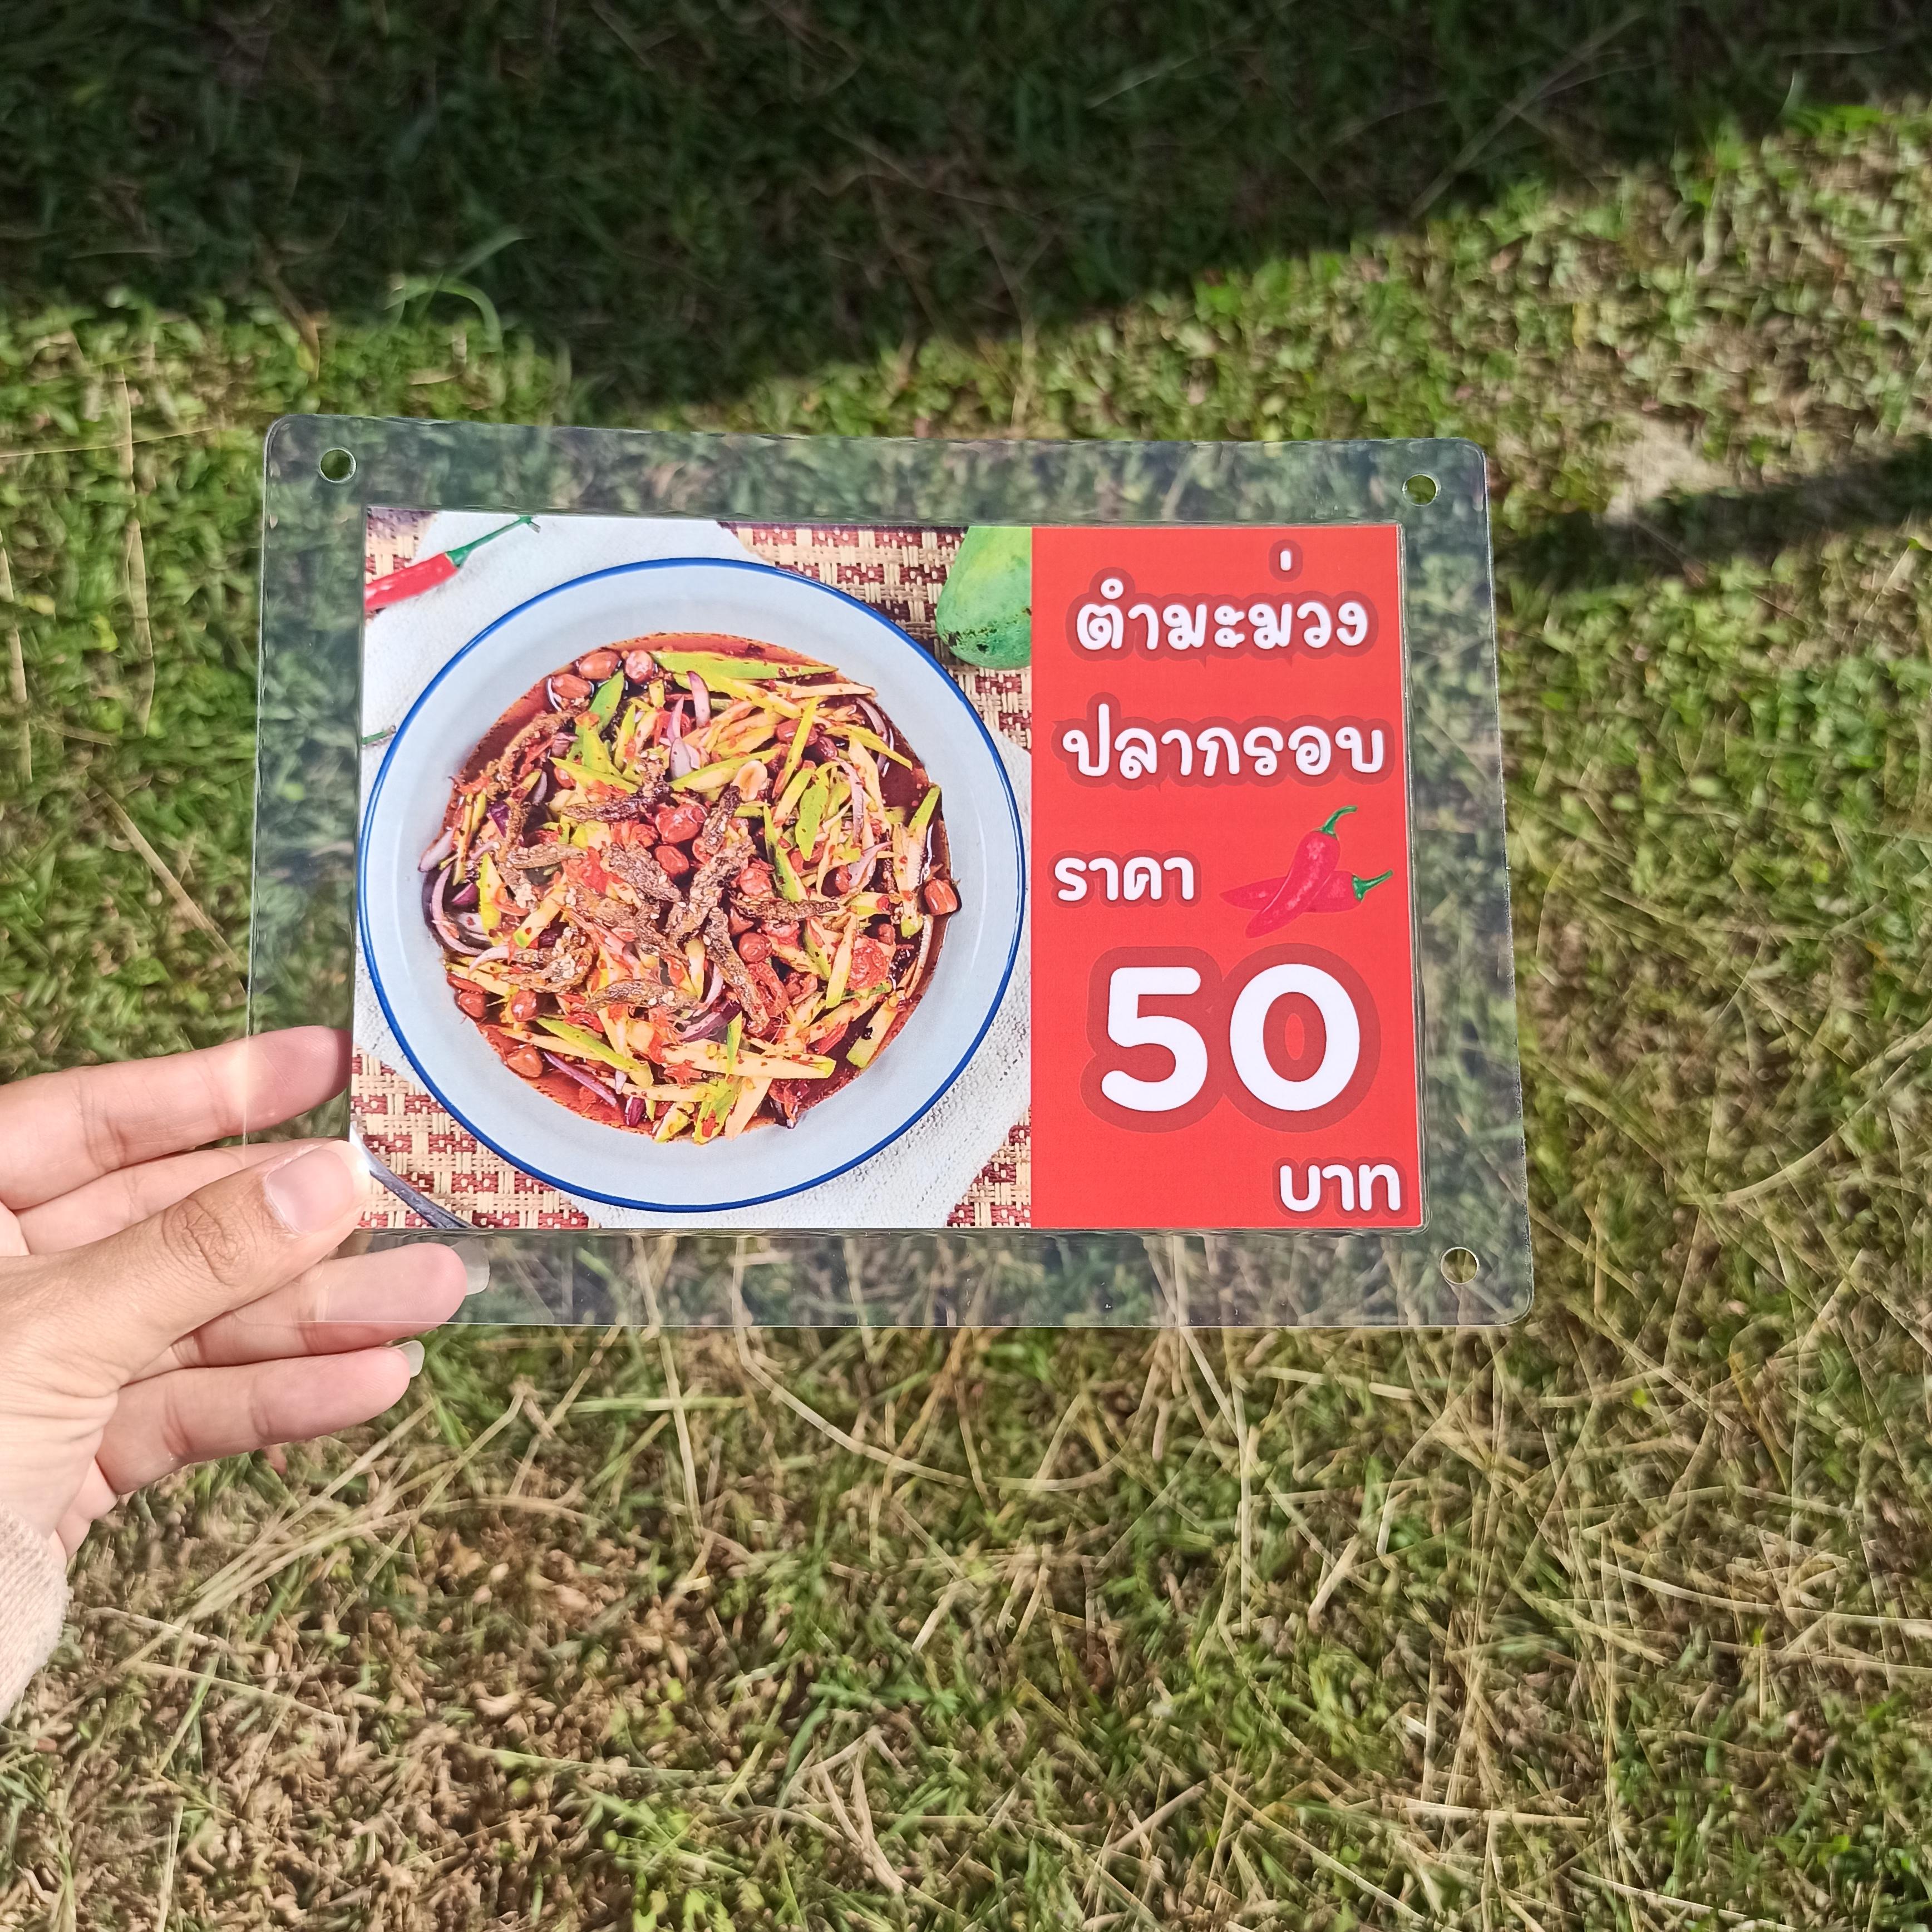 ตำมะม่วง
ปลากรอบ
ราคา
50
บาท